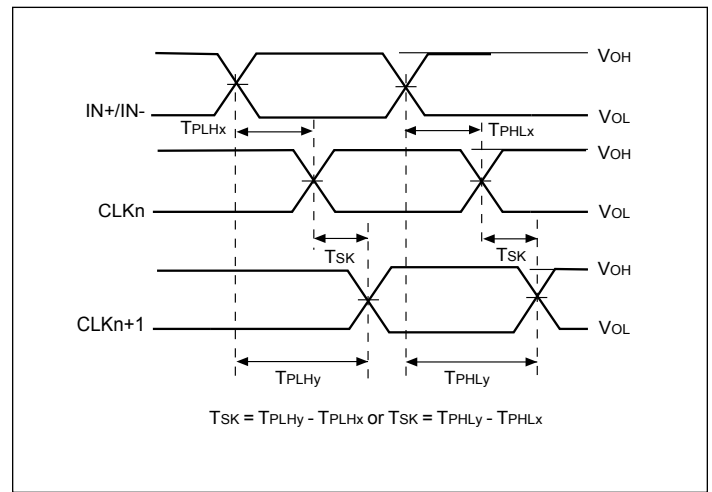 VOH
IN+/IN-
VOL
TPLHx
TPHLx
VOH
CLKn
VOL
TSK
TSK
VOH
CLKn+1
VOL
TPLHy
TPHLy
TSK = TPLHy - TPLHx or TSK = TPHLy - TPHLx